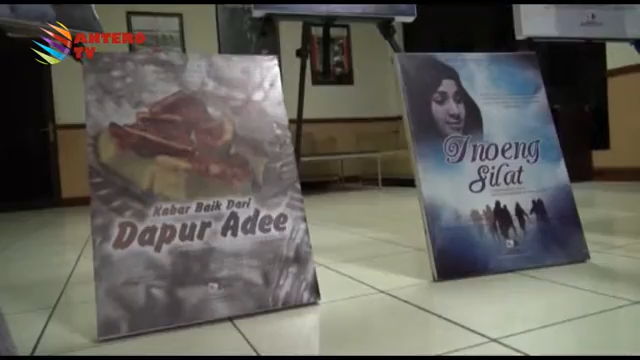 ANTERO
TV
Kabar Baik Dari
Dapur Adee
Inoeng
Silat